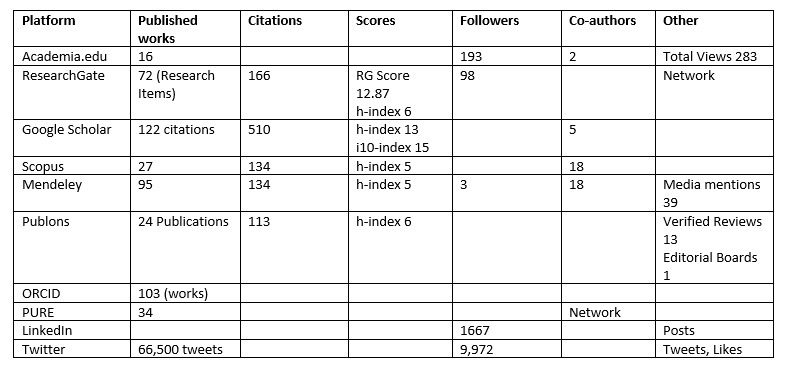 Platform Published works Citations Scores Followers Co-authors Other
Academia.edu 16 193 2 Total Views 283
ResearchGate 72 (Research Items) 166 RG Score 12.87 h-index 6 98 Network
Google Scholar 122 citations 510 h-index 13 i10-index 15 5
Scopus 27 134 h-index 5 18
Mendeley 95 134 h-index 5 3 18 Media mentions 39
Publons 24 Publications 113 h-index 6 Verified Reviews 13 Editorial Boards 1
ORCID 103 (works)
PURE 34 Network
LinkedIn 1667 Posts
Twitter 66,500 tweets 9,972 Tweets, Likes